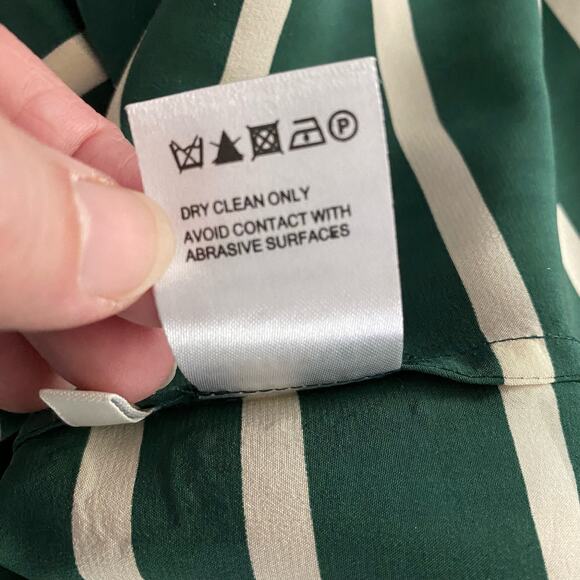 P
DRY CLEAN ONLY
AVOID CONTACT WITH
ABRASIVE SURFACES